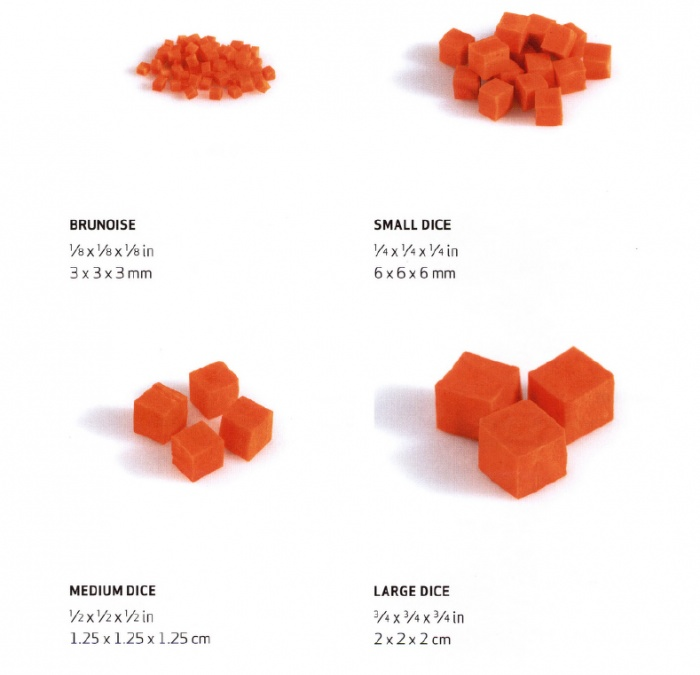 BRUNOISE
⅛ x ⅛ x ⅛ in
3 x 3 x 3 mm
SMALL DICE
¼ x ¼ x ¼ in
6 x 6 x 6 mm
MEDIUM DICE
½ x ½ x ½ in
1.25 x 1.25 x 1.25 cm
LARGE DICE
¾ x ¾ x ¾ in
2 x 2 x 2 cm